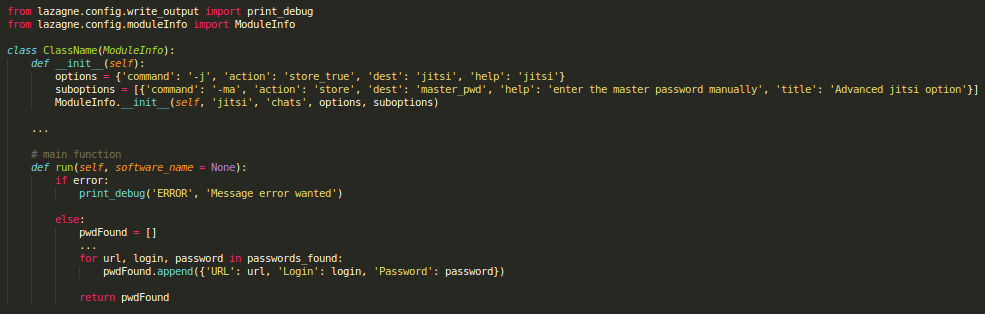 from lazagne.config.write_output import print_debug
from lazagne.config.moduleInfo import ModuleInfo
class ClassName(ModuleInfo):
def __init__(self):
options = {'command': '-j', 'action': 'store_true', 'dest': 'jitsi', 'help': 'jitsi'}
suboptions = [{'command': '-ma', 'action': 'store', 'dest': 'master_pwd', 'help': 'enter the master password manually', 'title': 'Advanced jitsi option'}]
ModuleInfo.__init__(self, 'jitsi', 'chats', options, suboptions)
...
# main function
def run(self, software_name = None):
if error:
print_debug('ERROR', 'Message error wanted')
else:
pwdFound = []
...
for url, login, password in passwords_found:
pwdFound.append({'URL': url, 'Login': login, 'Password': password})
return pwdFound